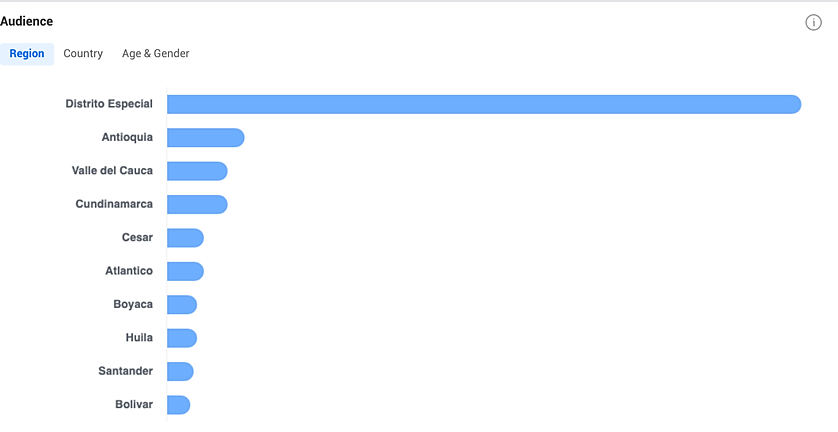 Audience
Region Country Age & Gender
Distrito Especial
Antioquia
Valle del Cauca
Cundinamarca
Cesar
Atlantico
Boyaca
Huila
Santander
Bolivar